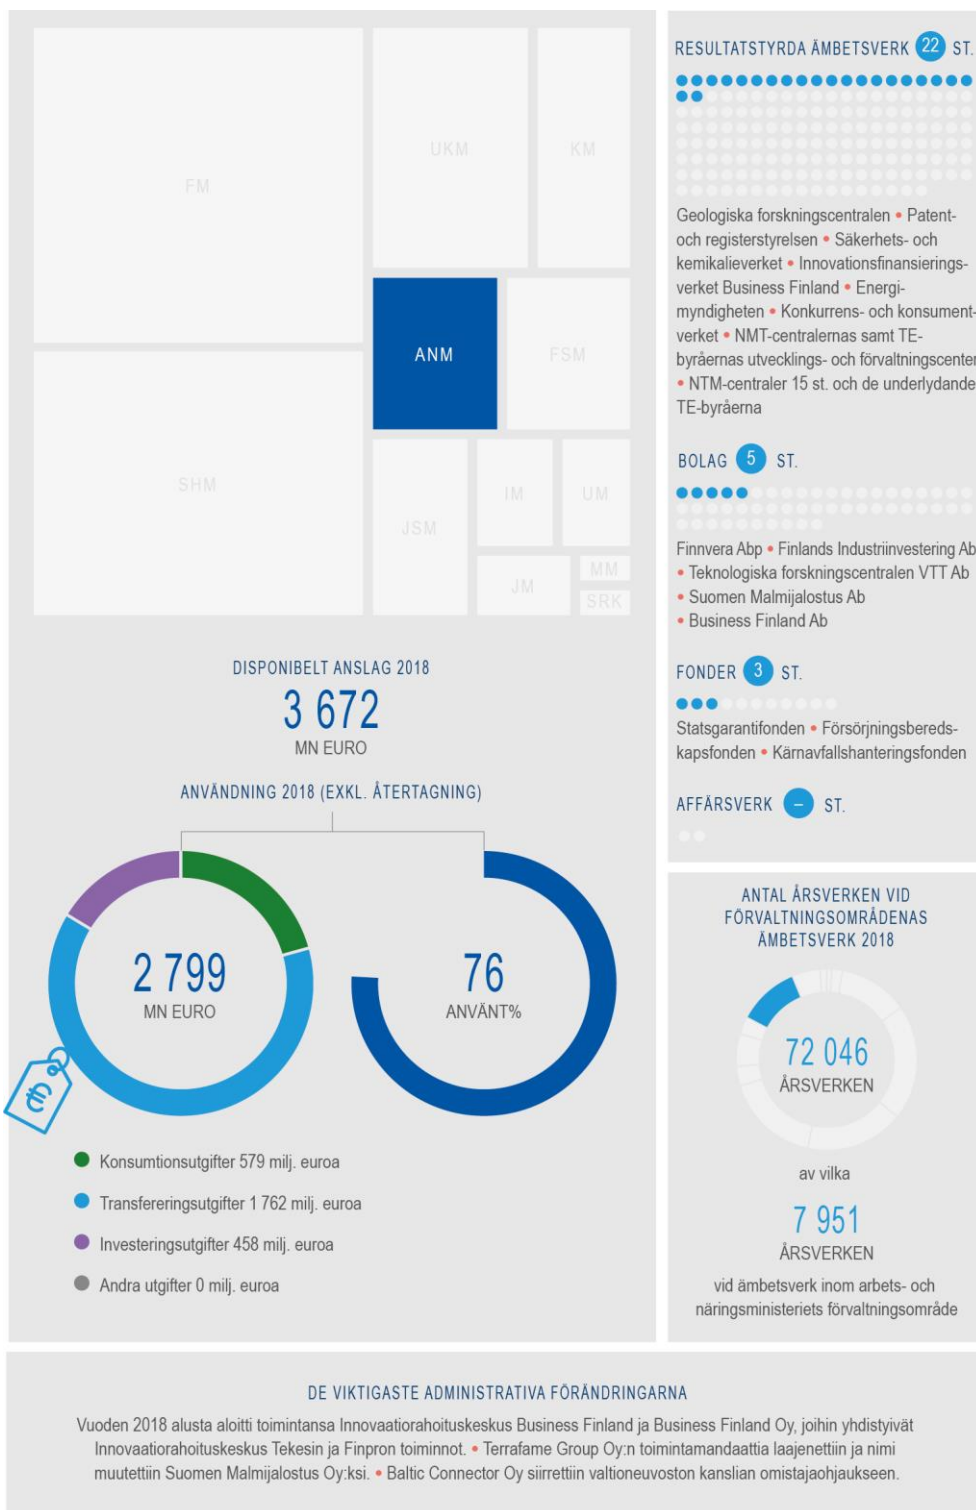 FM
UKM
KM
ANM
FSM
SHM
JSM
IM
UM
JM
MM
SRK
DISPONIBELT ANSLAG 2018
3 672
MN EURO
ANVÄNDNING 2018 (EXKL. ÅTERTAGNING)
2 799
MN EURO
76
ANVÄNT%
€
Konsumtionsutgifter 579 milj. euroa
Transfereringsutgifter 1 762 milj. euroa
Investeringsutgifter 458 milj. euroa
Andra utgifter 0 milj. euroa
RESULTATSTYRDA ÄMBETSVERK 22 ST.
Geologiska forskningscentralen • Patent-
och registerstyrelsen • Säkerhets- och
kemikalieverket • Innovationsfinansierings-
verket Business Finland • Energi-
myndigheten • Konkurrens- och konsument-
verket • NMT-centralernas samt TE-
byråernas utvecklings- och förvaltningscenter
• NTM-centraler 15 st. och de underlydande
TE-byråerna
BOLAG 5 ST.
Finnvera Abp • Finlands Industriinvestering Ab
• Teknologiska forskningscentralen VTT Ab
• Suomen Malmijalostus Ab
• Business Finland Ab
FONDER 3 ST.
Statsgarantifonden • Försörjningsbereds-
kapsfonden • Kärnavfallshanteringsfonden
AFFÄRSVERK – ST.
ANTAL ÅRSVERKEN VID
FÖRVALTNINGSOMRÅDENAS
ÄMBETSVERK 2018
72 046
ÅRSVERKEN
av vilka
7 951
ÅRSVERKEN
vid ämbetsverk inom arbets- och
näringsministeriets förvaltningsområde
DE VIKTIGASTE ADMINISTRATIVA FÖRÄNDRINGARNA
Vuoden 2018 alusta aloitti toimintansa Innovaatiorahoituskeskus Business Finland ja Business Finland Oy, joihin yhdistyivät
Innovaatiorahoituskeskus Tekesin ja Finpron toiminnot. • Terrafame Group Oy:n toimintamandaattia laajenettiin ja nimi
muutettiin Suomen Malmijalostus Oy:ksi. • Baltic Connector Oy siirrettiin valtioneuvoston kanslian omistajaohjaukseen.